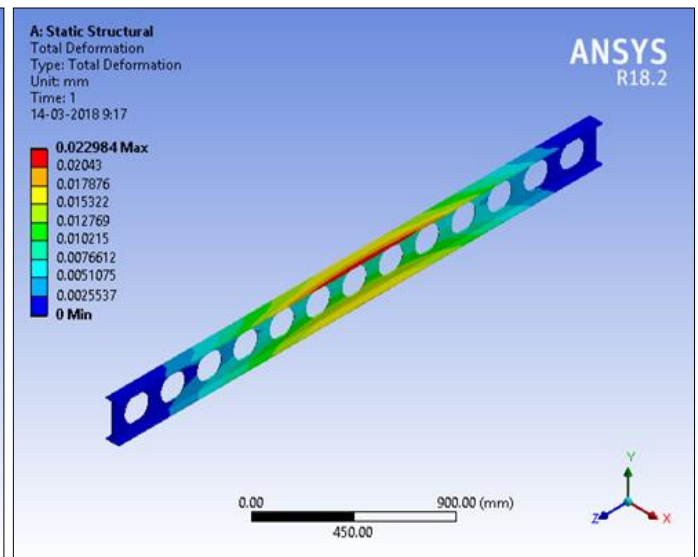 A: Static Structural
Total Deformation
Type: Total Deformation
Unit: mm
Time: 1
14-03-2018 9:17
ANSYS
R18.2
0.022984 Max
0.02043
0.017876
0.015322
0.012769
0.010215
0.0076612
0.0051075
0.0025537
0 Min
0.00
900.00 (mm)
450.00
Y
Z
X